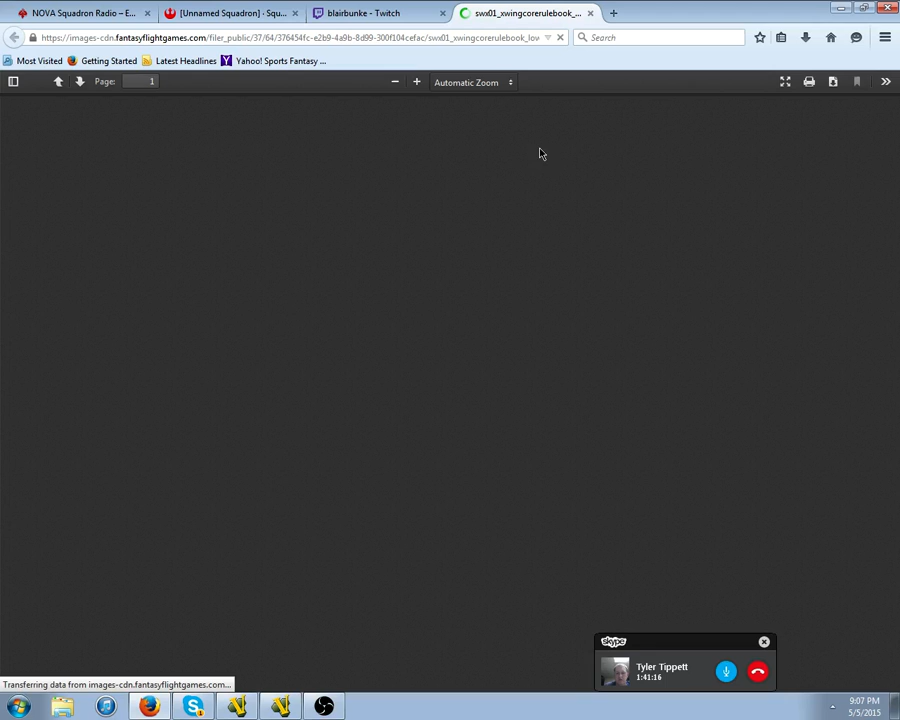 NOVA Squadron Radio – E...
[Unnamed Squadron] · Squ...
blairbunke - Twitch
swx01_xwingcorerulebook_...
https://images-cdn.fantasyflightgames.com/filer_public/37/64/376454fc-e2b9-4a9b-8d99-300f104cefac/swx01_xwingcorerulebook_lov
Search
Most Visited
Getting Started
Latest Headlines
Yahoo! Sports Fantasy ...
Page: 1
Automatic Zoom
skype
Tyler Tippett
1:41:16
Transferring data from images-cdn.fantasyflightgames.com...
9:07 PM
5/5/2015